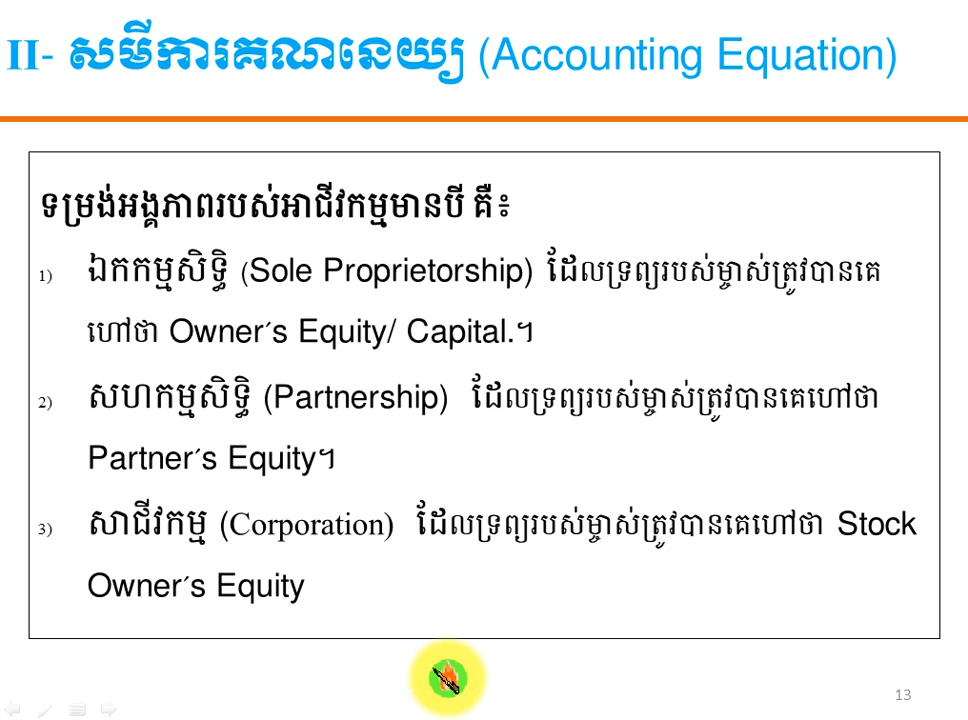 II- សមីការគណនេយ្យ (Accounting Equation)
ទម្រង់អង្គភាពរបស់អាជីវកម្មមានបី គឺ៖
1) ឯកកម្មសិទ្ធិ (Sole Proprietorship) ដែលទ្រព្យរបស់ម្ចាស់ត្រូវបានគេ
ហៅថា Owner´s Equity/ Capital.។
2) សហកម្មសិទ្ធិ (Partnership) ដែលទ្រព្យរបស់ម្ចាស់ត្រូវបានគេហៅថា
Partner´s Equity។
3) សាជីវកម្ម (Corporation) ដែលទ្រព្យរបស់ម្ចាស់ត្រូវបានគេហៅថា Stock
Owner´s Equity
13